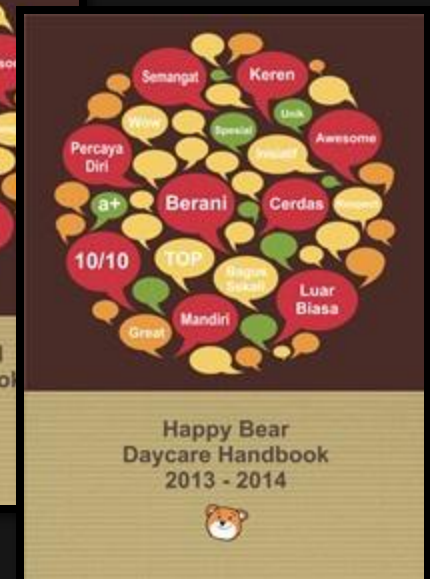 Semangat
Keren
Wow
Spesial
Unik
Awesome
Percaya
Diri
Inisiatif
a+
Berani
Cerdas
Respect
10/10
TOP
Bagus
Sekali
Luar
Biasa
Great
Mandiri
Happy Bear
Daycare Handbook
2013 - 2014